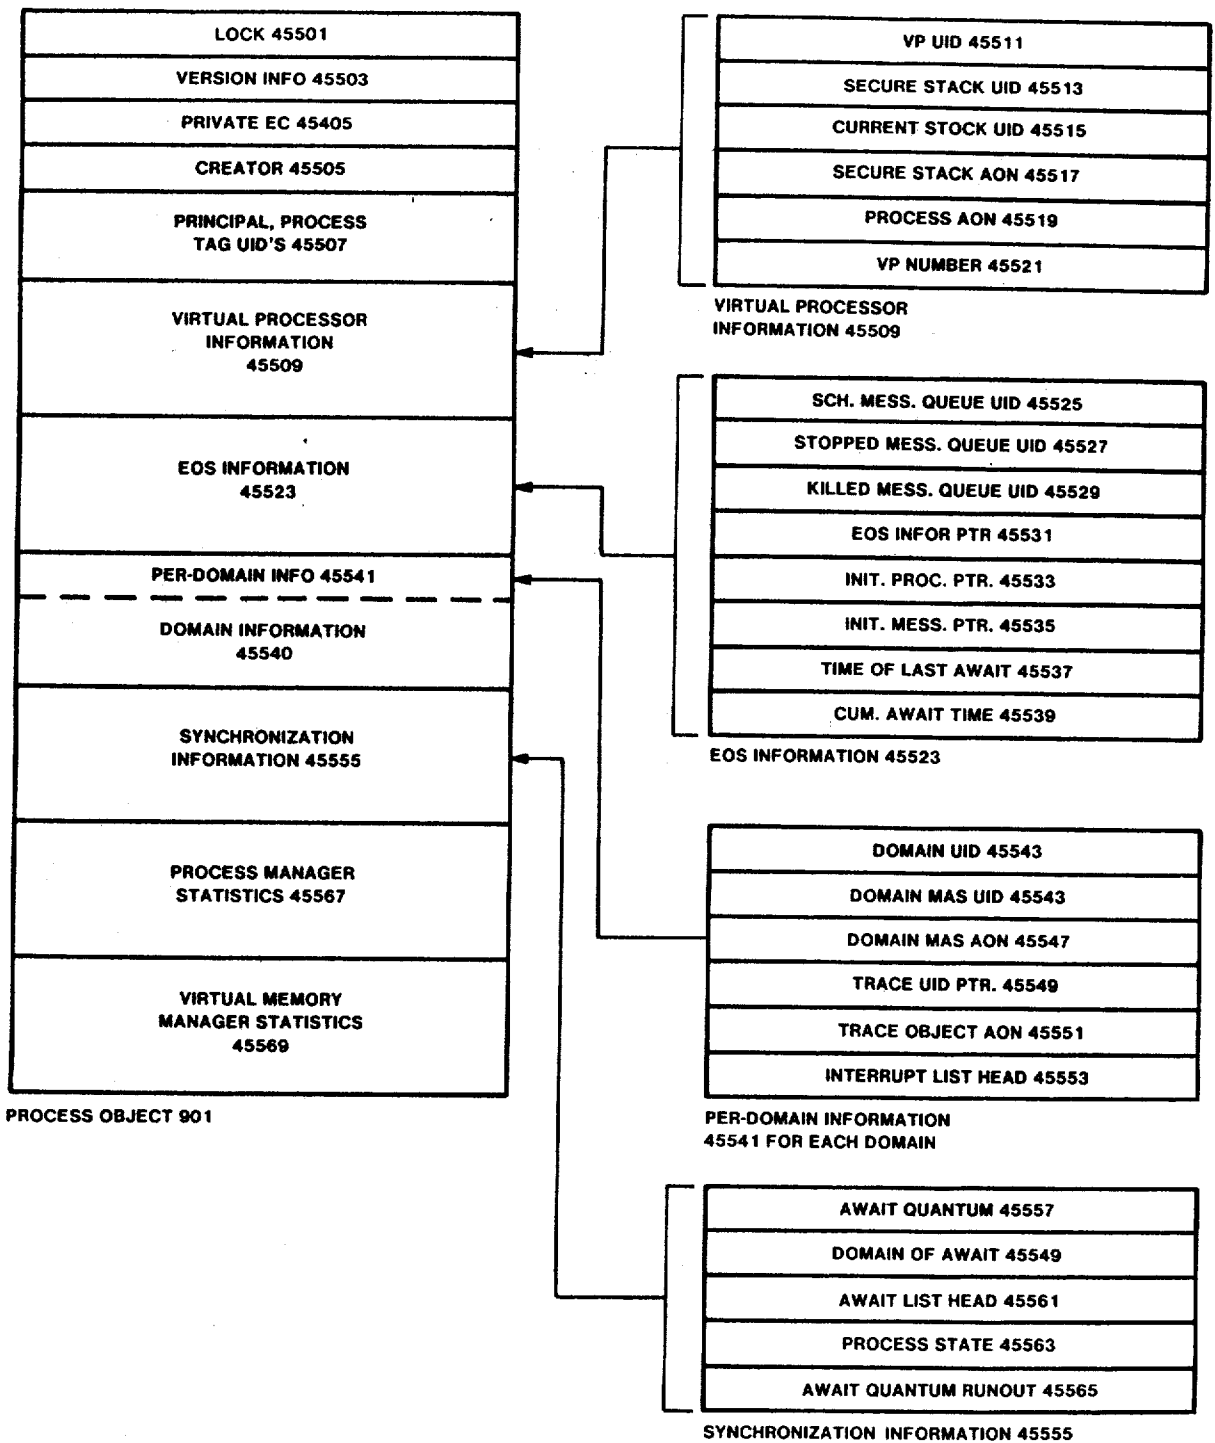 LOCK 45501
VERSION INFO 45503
PRIVATE EC 45405
CREATOR 45505
PRINCIPAL, PROCESS
TAG UID'S 45507
VIRTUAL PROCESSOR
INFORMATION
45509
EOS INFORMATION
45523
PER-DOMAIN INFO 45541
DOMAIN INFORMATION
45540
SYNCHRONIZATION
INFORMATION 45555
PROCESS MANAGER
STATISTICS 45567
VIRTUAL MEMORY
MANAGER STATISTICS
45569
PROCESS OBJECT 901
VP UID 45511
SECURE STACK UID 45513
CURRENT STOCK UID 45515
SECURE STACK AON 45517
PROCESS AON 45519
VP NUMBER 45521
VIRTUAL PROCESSOR
INFORMATION 45509
SCH. MESS. QUEUE UID 45525
STOPPED MESS. QUEUE UID 45527
KILLED MESS. QUEUE UID 45529
EOS INFOR PTR 45531
INIT. PROC. PTR. 45533
INIT. MESS. PTR. 45535
TIME OF LAST AWAIT 45537
CUM. AWAIT TIME 45539
EOS INFORMATION 45523
DOMAIN UID 45543
DOMAIN MAS UID 45543
DOMAIN MAS AON 45547
TRACE UID PTR. 45549
TRACE OBJECT AON 45551
INTERRUPT LIST HEAD 45553
PER-DOMAIN INFORMATION
45541 FOR EACH DOMAIN
AWAIT QUANTUM 45557
DOMAIN OF AWAIT 45549
AWAIT LIST HEAD 45561
PROCESS STATE 45563
AWAIT QUANTUM RUNOUT 45565
SYNCHRONIZATION INFORMATION 45555